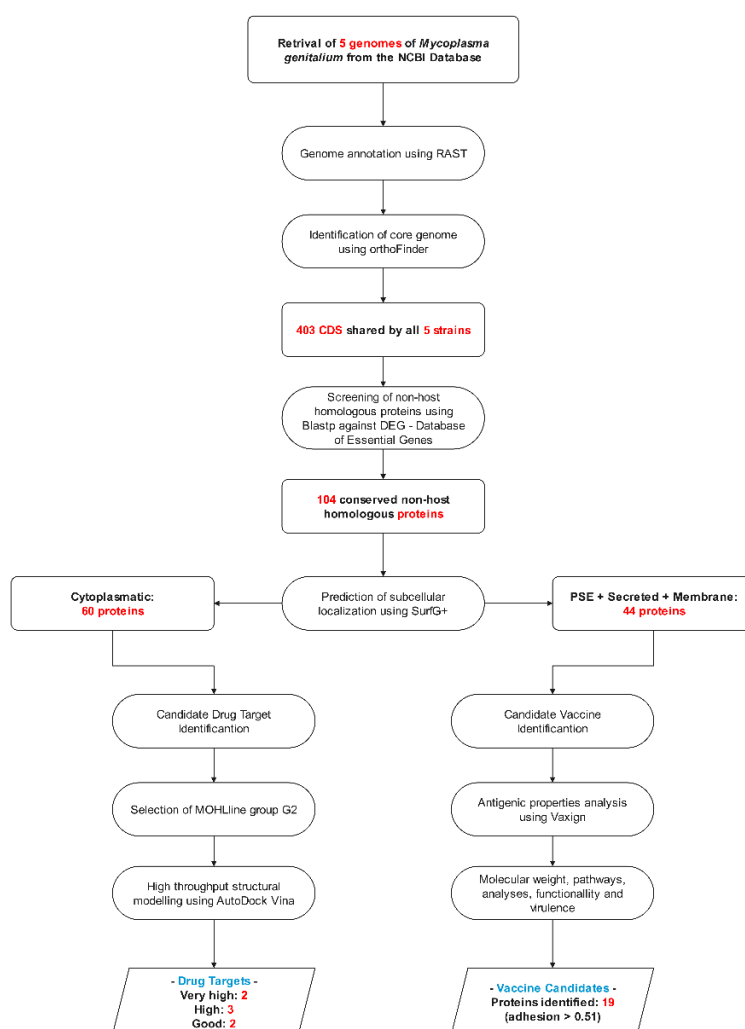 Retrival of 5 genomes of Mycoplasma
genitalium from the NCBI Database
Genome annotation using RAST
Identification of core genome
using orthoFinder
403 CDS shared by all 5 strains
Screening of non-host
homologous proteins using
Blastp against DEG - Database
of Essential Genes
104 conserved non-host
homologous proteins
Cytoplasmatic:
60 proteins
Prediction of subcellular
localization using SurfG+
PSE + Secreted + Membrane:
44 proteins
Candidate Drug Target
Identificantion
Candidate Vaccine
Identificantion
Selection of MOHLline group G2
Antigenic properties analysis
using Vaxign
High throughput structural
modelling using AutoDock Vina
Molecular weight, pathways,
analyses, functionallity and
virulence
- Drug Targets -
Very high: 2
High: 3
Good: 2
- Vaccine Candidates -
Proteins identified: 19
(adhesion > 0.51)